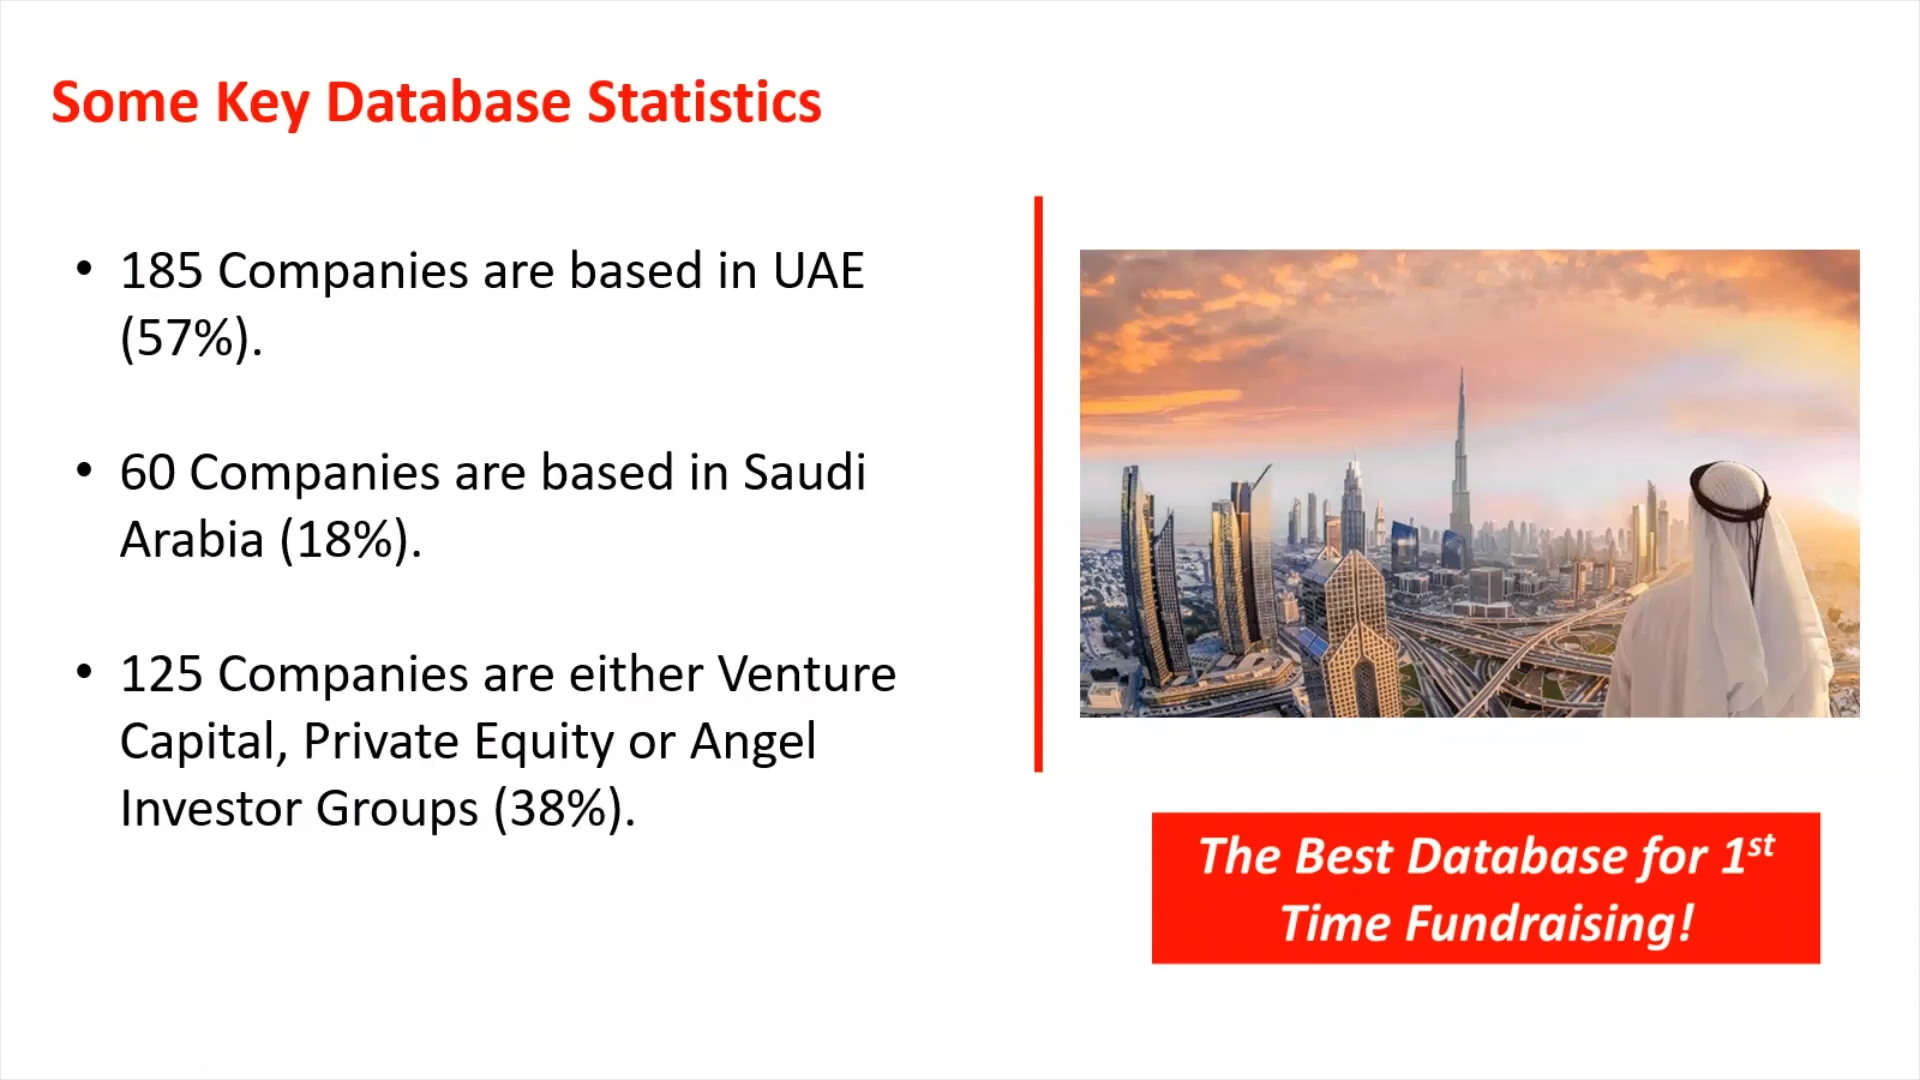 Some Key Database Statistics
• 185 Companies are based in UAE
(57%).
• 60 Companies are based in Saudi
Arabia (18%).
• 125 Companies are either Venture
Capital, Private Equity or Angel
Investor Groups (38%).
The Best Database for 1st
Time Fundraising!